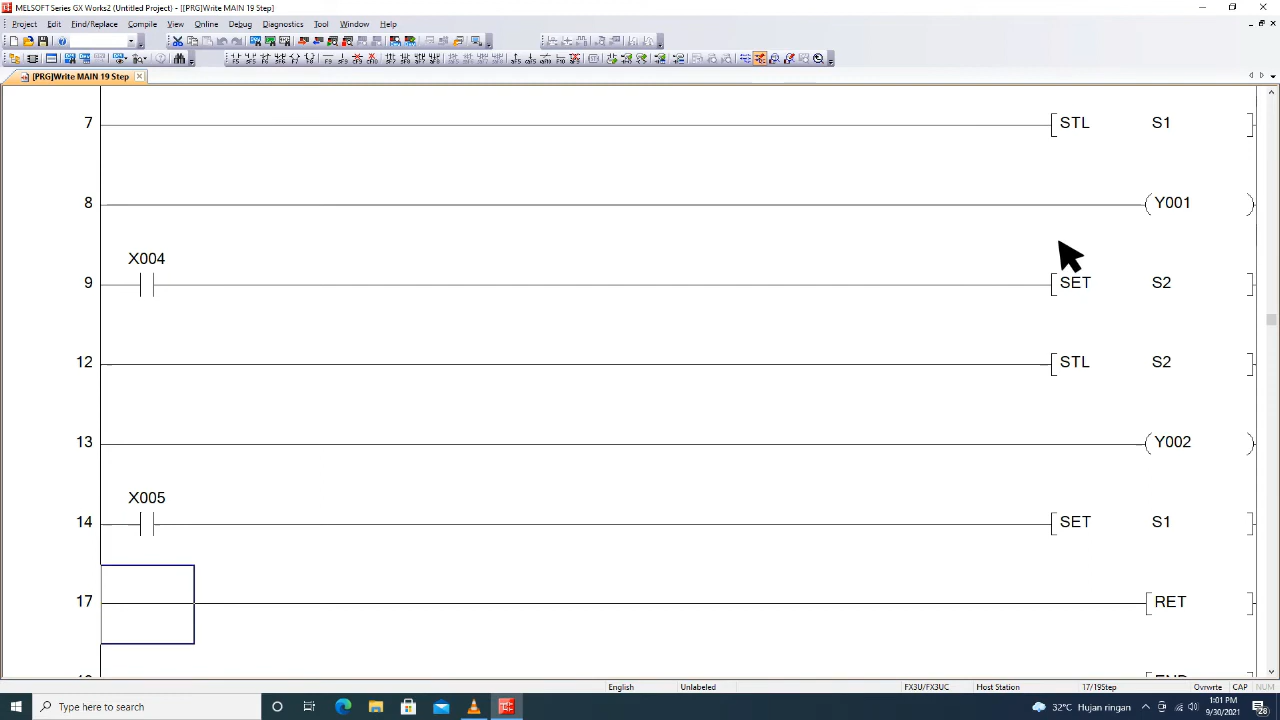 MELSOFT Series GX Works2 (Untitled Project) - [[PRG]Write MAIN 19 Step]
Project Edit Find/Replace Compile View Online Debug Diagnostics Tool Window Help
[PRG]Write MAIN 19 Step
7 STL S1
8 Y001
X004
9 SET S2
12 STL S2
13 Y002
X005
14 SET S1
17 RET
END
English Unlabeled FX3U/FX3UC Host Station 17/19Step Ovrwrte CAP NUM
Type here to search
32°C Hujan ringan
1:01 PM
9/30/2021
28